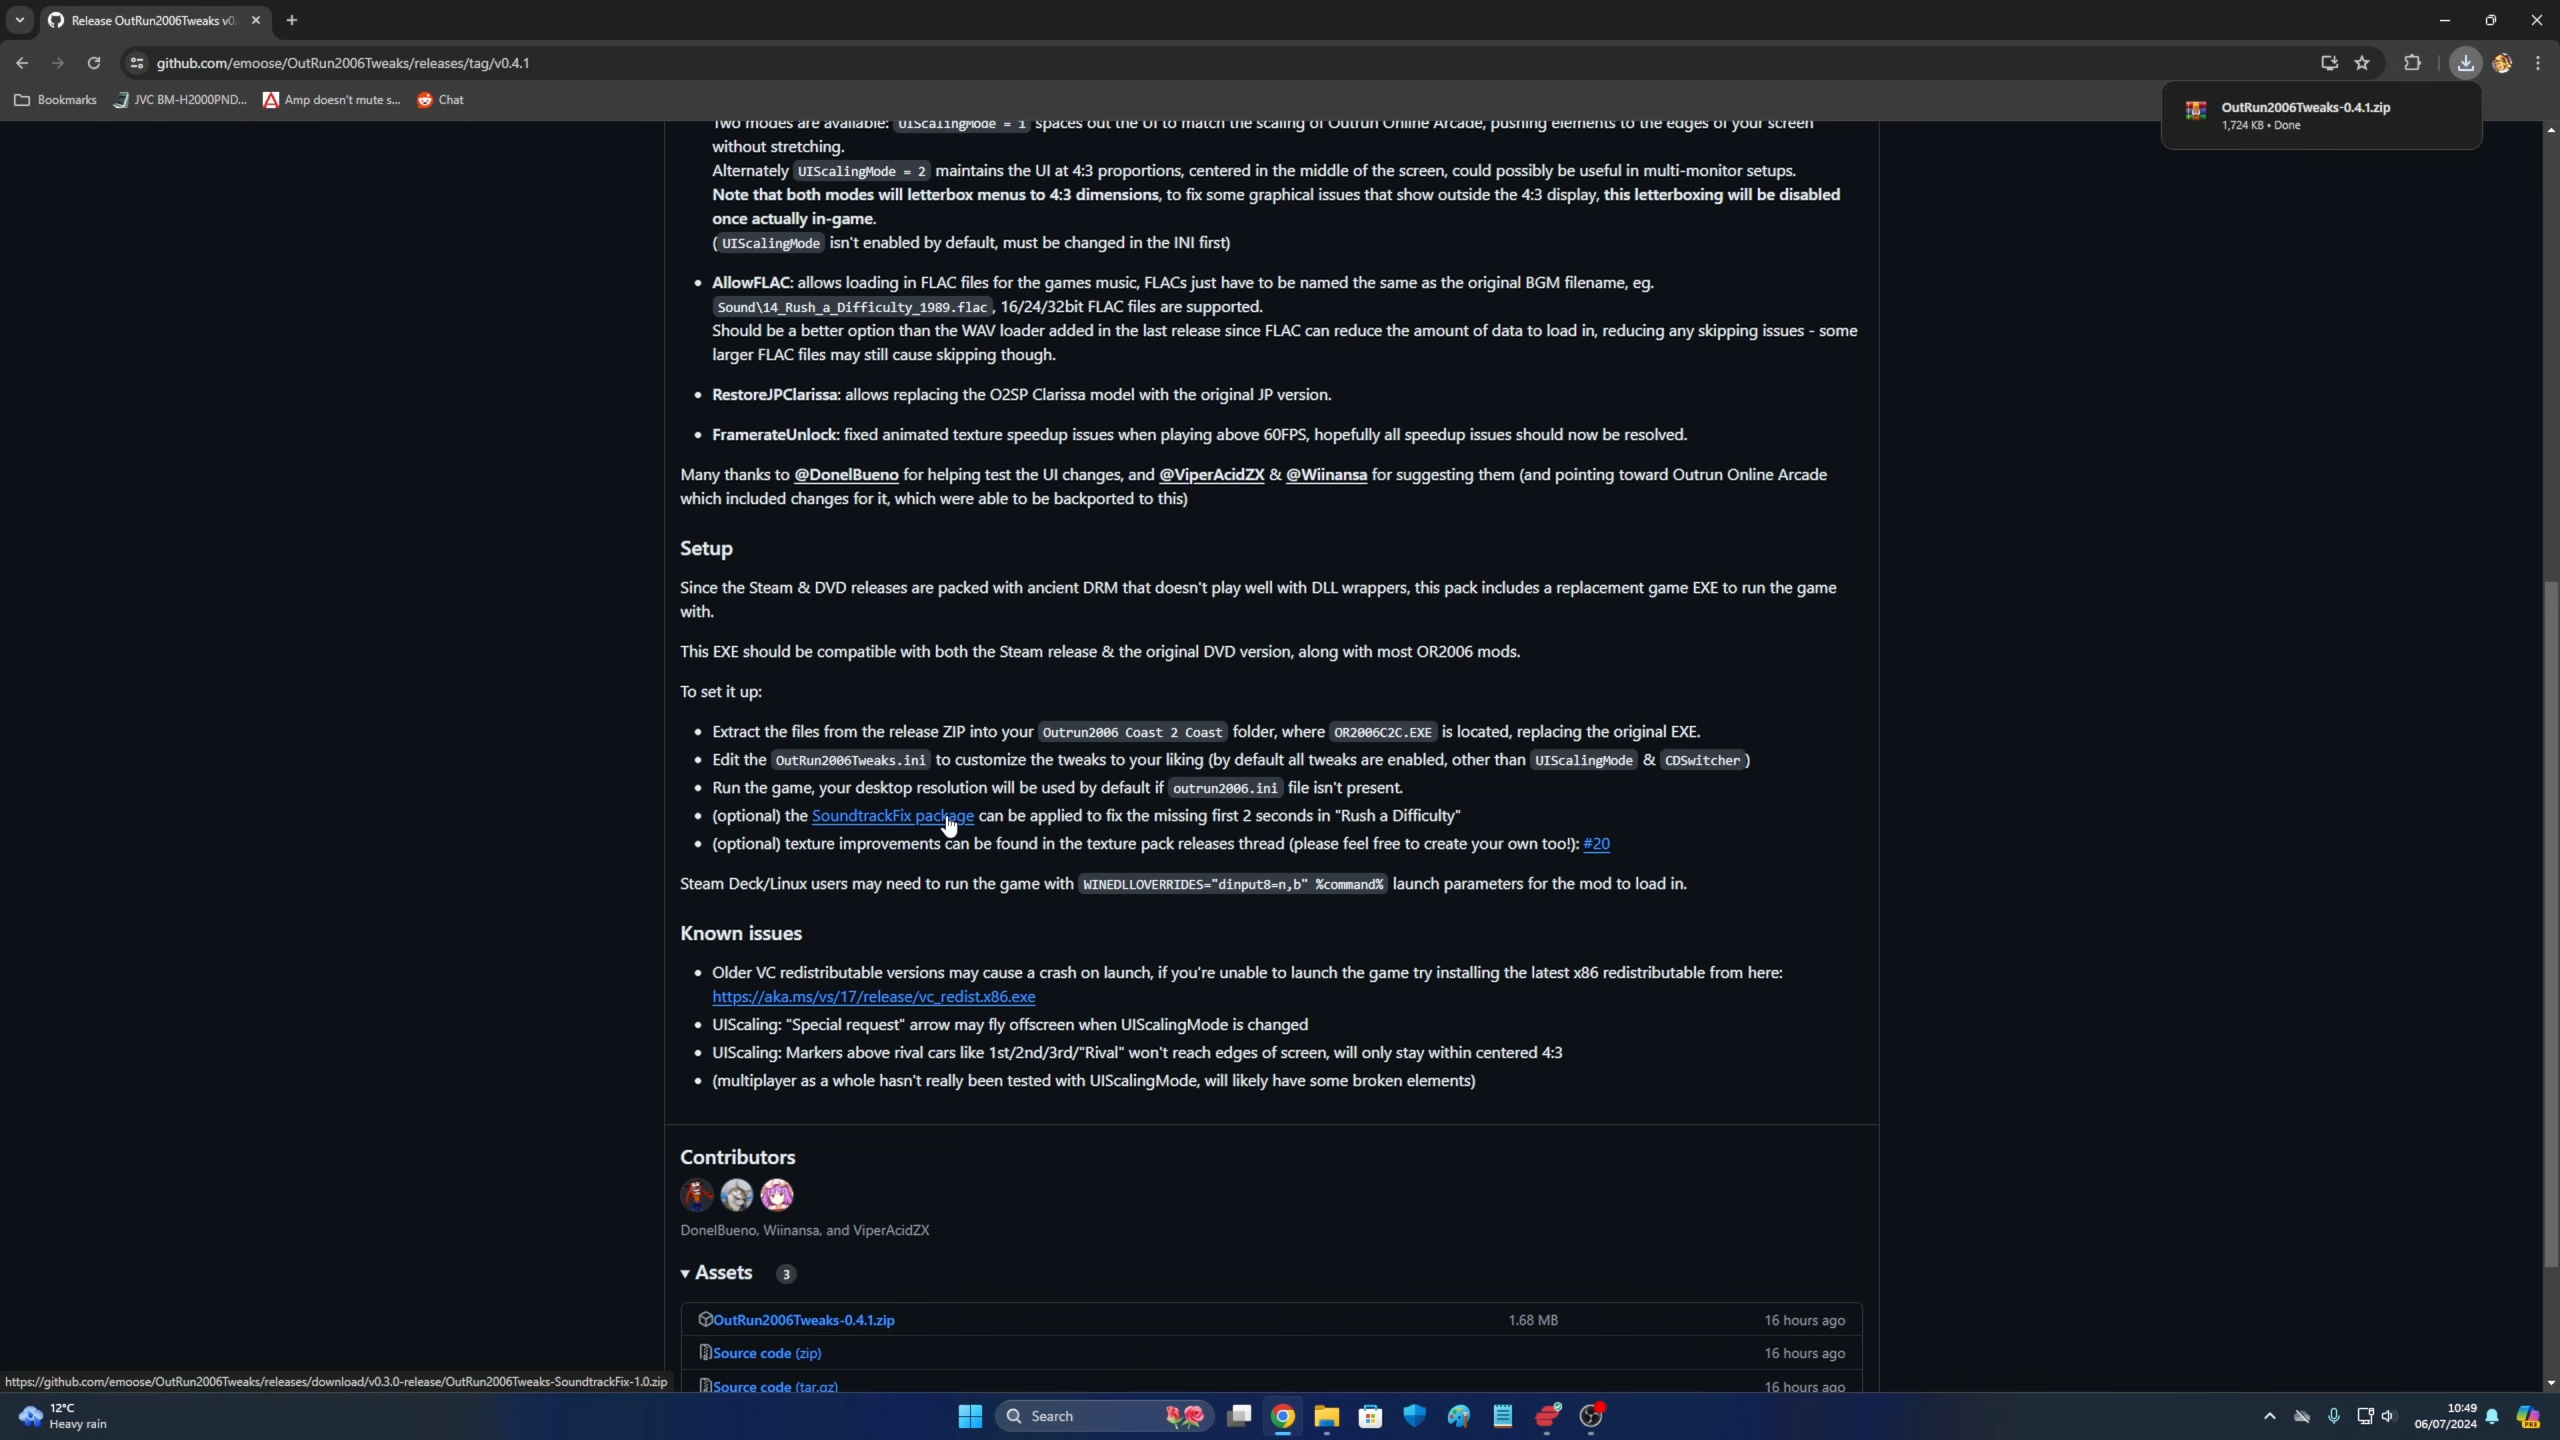 Release OutRun2006Tweaks v0.
github.com/emoose/OutRun2006Tweaks/releases/tag/v0.4.1
Bookmarks
JVC BM-H2000PND...
Amp doesn't mute s...
Chat
OutRun2006Tweaks-0.4.1.zip
1,724 KB • Done
Two modes are available: UIScalingMode = 1 spaces out the UI to match the scaling of Outrun Online Arcade, pushing elements to the edges of your screen
without stretching.
Alternately UIScalingMode = 2 maintains the UI at 4:3 proportions, centered in the middle of the screen, could possibly be useful in multi-monitor setups.
Note that both modes will letterbox menus to 4:3 dimensions, to fix some graphical issues that show outside the 4:3 display, this letterboxing will be disabled
once actually in-game.
( UIScalingMode isn't enabled by default, must be changed in the INI first)
• AllowFLAC: allows loading in FLAC files for the games music, FLACs just have to be named the same as the original BGM filename, eg.
Sound\14_Rush_a_Difficulty_1989.flac , 16/24/32bit FLAC files are supported.
Should be a better option than the WAV loader added in the last release since FLAC can reduce the amount of data to load in, reducing any skipping issues - some
larger FLAC files may still cause skipping though.
• RestoreJPClarissa: allows replacing the O2SP Clarissa model with the original JP version.
• FramerateUnlock: fixed animated texture speedup issues when playing above 60FPS, hopefully all speedup issues should now be resolved.
Many thanks to @DonelBueno for helping test the UI changes, and @ViperAcidZX & @Wiinansa for suggesting them (and pointing toward Outrun Online Arcade
which included changes for it, which were able to be backported to this)
Setup
Since the Steam & DVD releases are packed with ancient DRM that doesn't play well with DLL wrappers, this pack includes a replacement game EXE to run the game
with.
This EXE should be compatible with both the Steam release & the original DVD version, along with most OR2006 mods.
To set it up:
• Extract the files from the release ZIP into your Outrun2006 Coast 2 Coast folder, where OR2006C2C.EXE is located, replacing the original EXE.
• Edit the OutRun2006Tweaks.ini to customize the tweaks to your liking (by default all tweaks are enabled, other than UIScalingMode & CDSwitcher )
• Run the game, your desktop resolution will be used by default if outrun2006.ini file isn't present.
• (optional) the SoundtrackFix package can be applied to fix the missing first 2 seconds in "Rush a Difficulty"
• (optional) texture improvements can be found in the texture pack releases thread (please feel free to create your own too!): #20
Steam Deck/Linux users may need to run the game with WINEDLLOVERRIDES="dinput8=n,b" %command% launch parameters for the mod to load in.
Known issues
• Older VC redistributable versions may cause a crash on launch, if you're unable to launch the game try installing the latest x86 redistributable from here:
https://aka.ms/vs/17/release/vc_redist.x86.exe
• UIScaling: "Special request" arrow may fly offscreen when UIScalingMode is changed
• UIScaling: Markers above rival cars like 1st/2nd/3rd/"Rival" won't reach edges of screen, will only stay within centered 4:3
• (multiplayer as a whole hasn't really been tested with UIScalingMode, will likely have some broken elements)
Contributors
DonelBueno, Wiinansa, and ViperAcidZX
Assets 3
OutRun2006Tweaks-0.4.1.zip 1.68 MB 16 hours ago
Source code (zip) 16 hours ago
Source code (tar.gz) 16 hours ago
https://github.com/emoose/OutRun2006Tweaks/releases/download/v0.3.0-release/OutRun2006Tweaks-SoundtrackFix-1.0.zip
12°C
Heavy rain
Search
PRE
10:49
06/07/2024